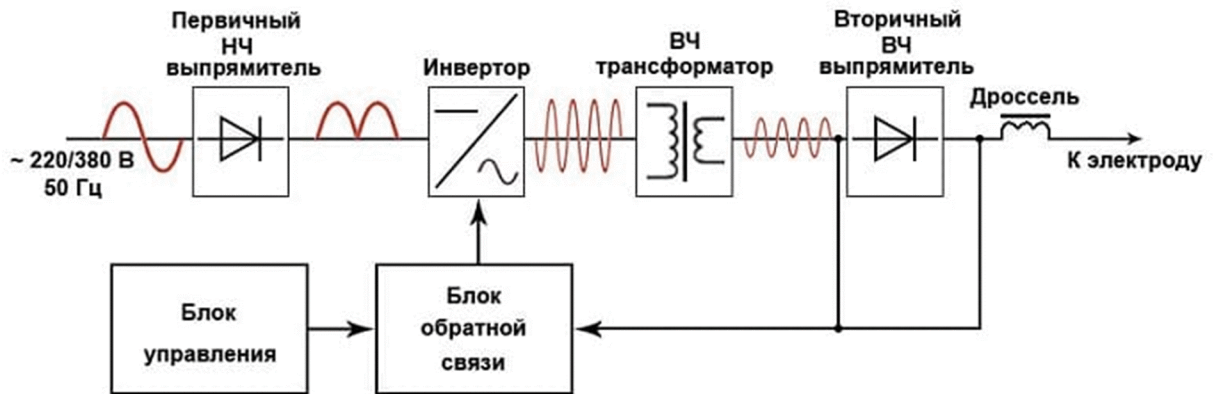 Первичный
НЧ
выпрямитель
Инвертор
ВЧ
трансформатор
Вторичный
ВЧ
выпрямитель
Дроссель
~ 220/380 В
50 Гц
К электроду
Блок
управления
Блок
обратной
связи